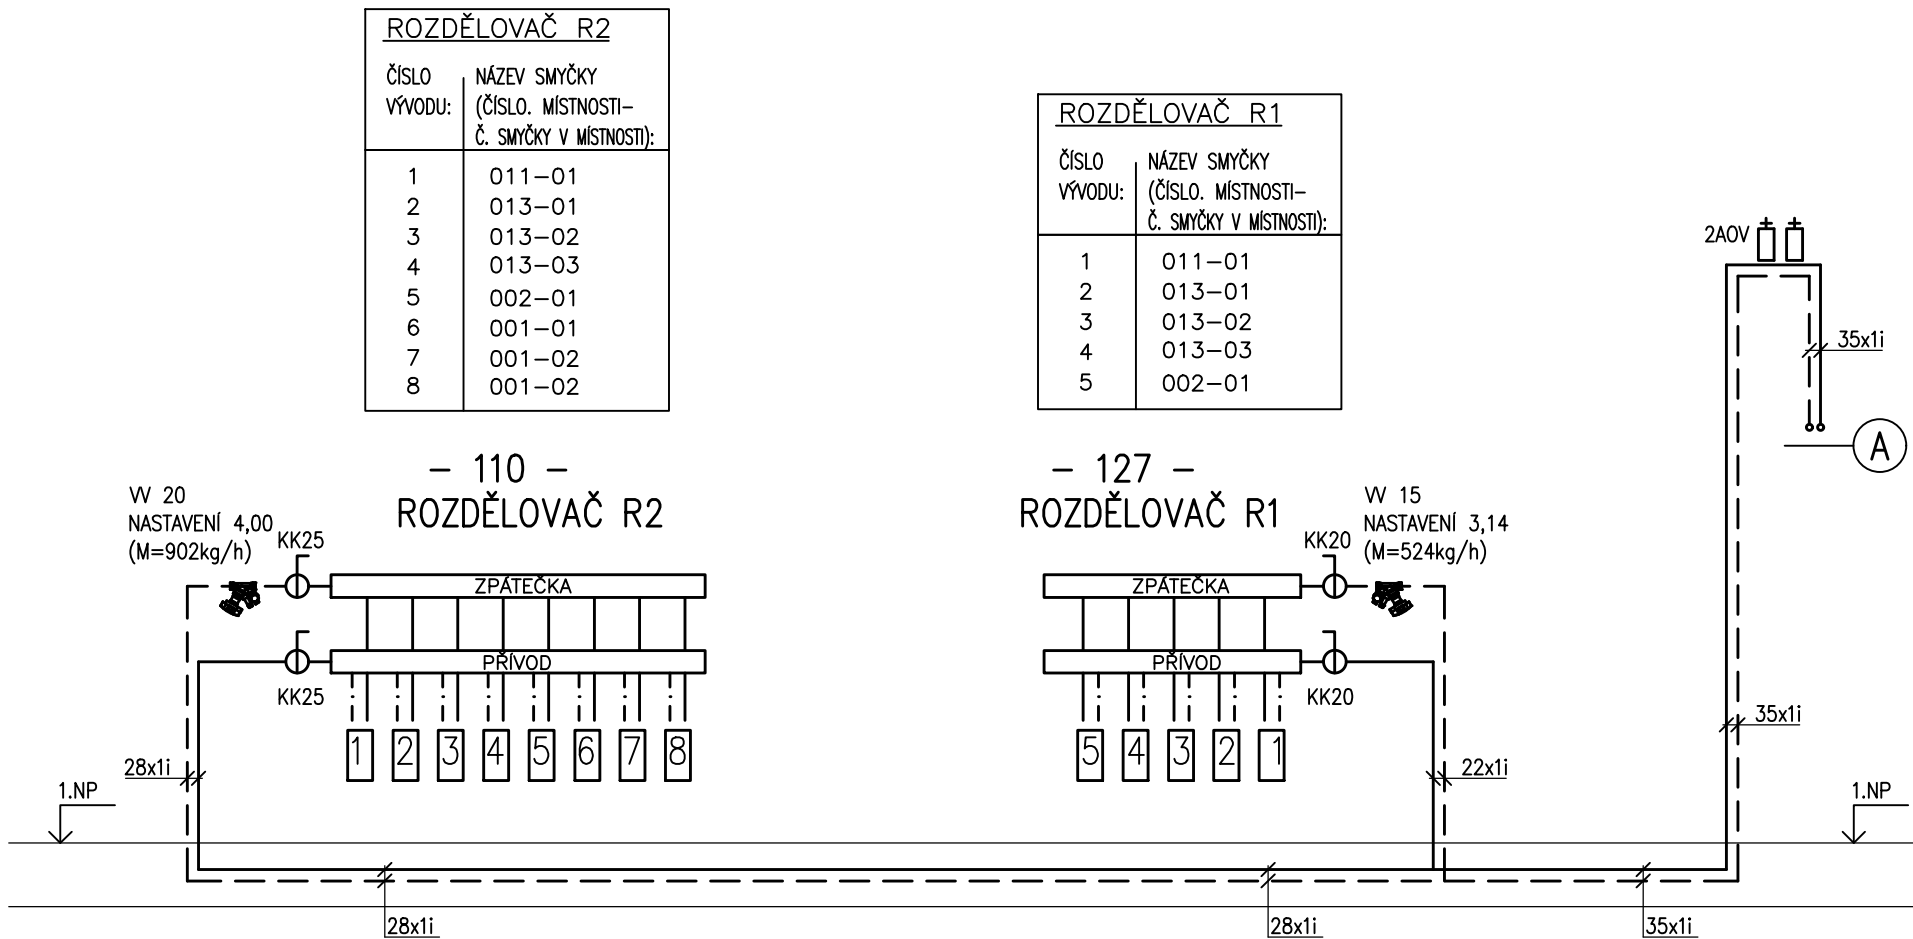 ROZDĚLOVAČ R2
ČÍSLO VÝVODU:
NÁZEV SMYČKY
(ČÍSLO. MÍSTNOSTI-
Č. SMYČKY V MÍSTNOSTI):
1 011-01
2 013-01
3 013-02
4 013-03
5 002-01
6 001-01
7 001-02
8 001-02
ROZDĚLOVAČ R1
ČÍSLO VÝVODU:
NÁZEV SMYČKY
(ČÍSLO. MÍSTNOSTI-
Č. SMYČKY V MÍSTNOSTI):
1 011-01
2 013-01
3 013-02
4 013-03
5 002-01
2AOV
35x1i
A
- 110 -
ROZDĚLOVAČ R2
VV 20
NASTAVENÍ 4,00
(M=902kg/h)
KK25
ZPÁTEČKA
PŘÍVOD
KK25
1 2 3 4 5 6 7 8
28x1i
1.NP
- 127 -
ROZDĚLOVAČ R1
VV 15
NASTAVENÍ 3,14
(M=524kg/h)
KK20
ZPÁTEČKA
PŘÍVOD
KK20
5 4 3 2 1
22x1i
35x1i
1.NP
28x1i
28x1i
35x1i